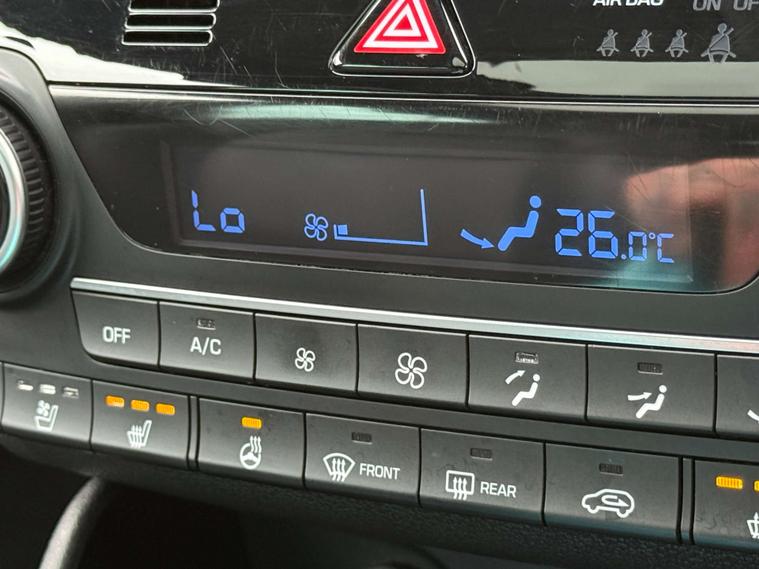 AIR BAG
ON OFF
Lo
26.0°C
OFF
A/C
FRONT
REAR